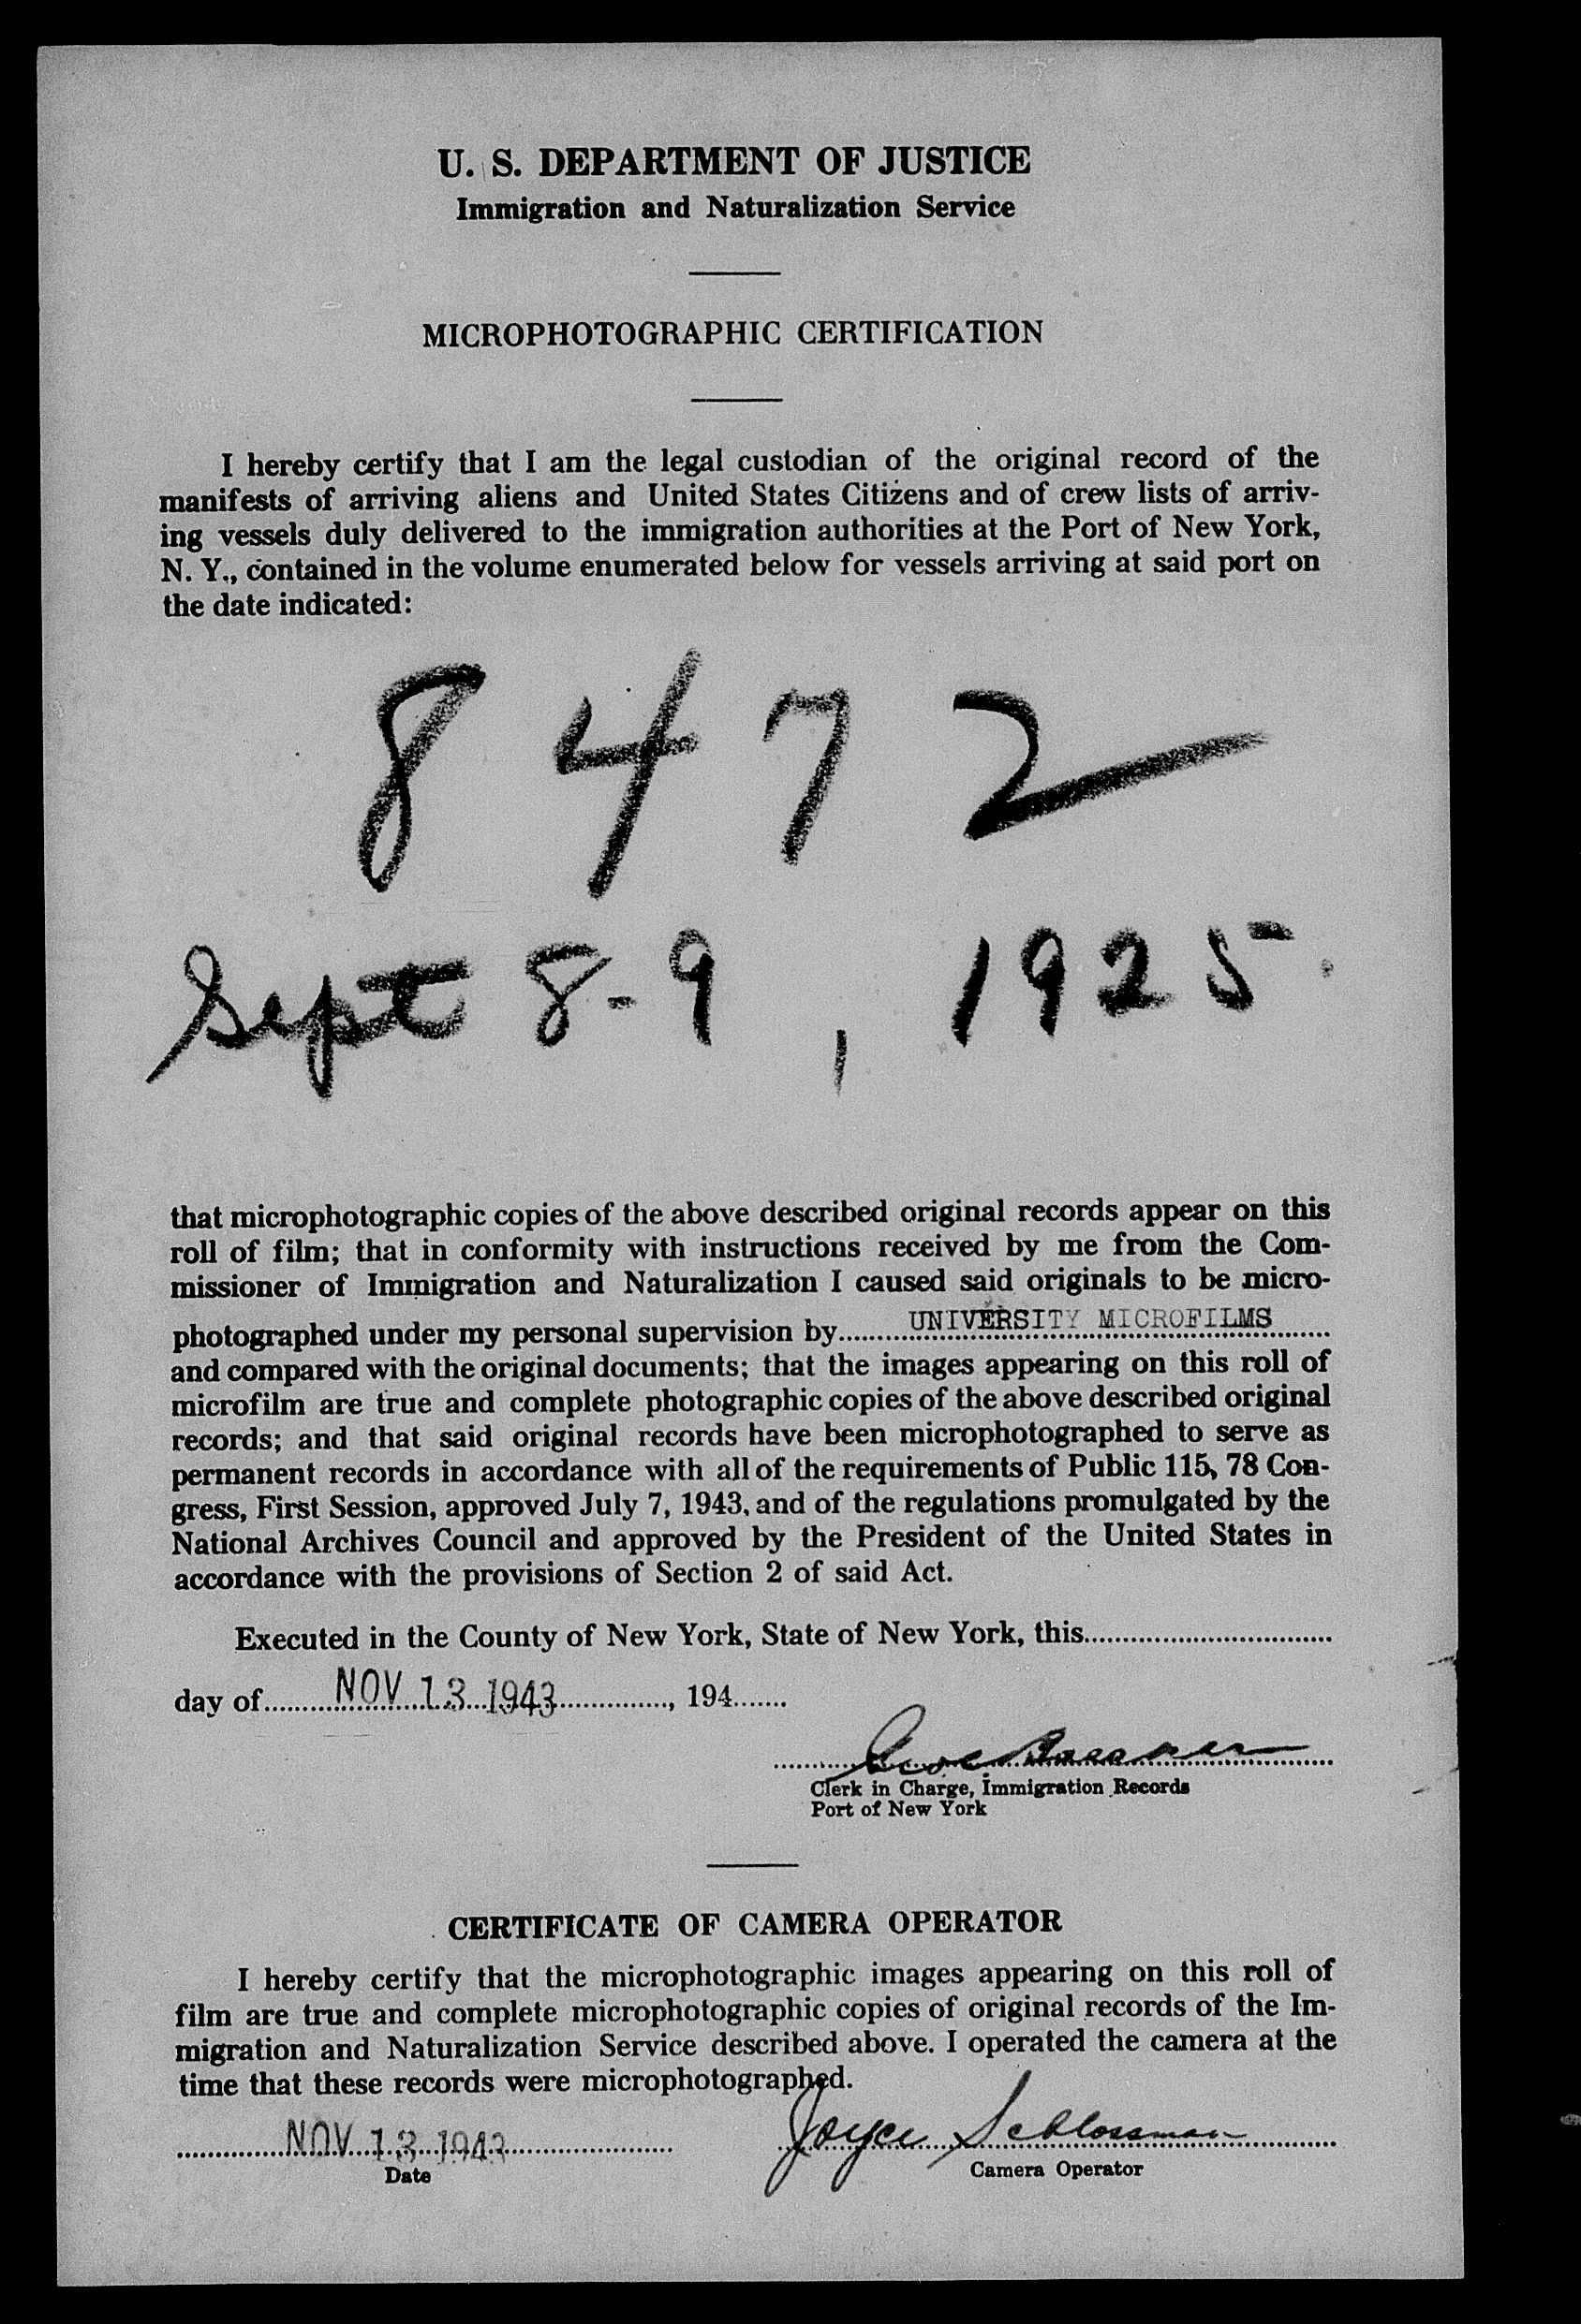 U. S. DEPARTMENT OF JUSTICE
Immigration and Naturalization Service
MICROPHOTOGRAPHIC CERTIFICATION
I hereby certify that I am the legal custodian of the original record of the
manifests of arriving aliens and United States Citizens and of crew lists of arriv-
ing vessels duly delivered to the immigration authorities at the Port of New York,
N. Y., contained in the volume enumerated below for vessels arriving at said port on
the date indicated:
8472
Sept 8-9, 1925
that microphotographic copies of the above described original records appear on this
roll of film; that in conformity with instructions received by me from the Com-
missioner of Immigration and Naturalization I caused said originals to be micro-
photographed under my personal supervision by UNIVERSITY MICROFILMS
and compared with the original documents; that the images appearing on this roll of
microfilm are true and complete photographic copies of the above described original
records; and that said original records have been microphotographed to serve as
permanent records in accordance with all of the requirements of Public 115, 78 Con-
gress, First Session, approved July 7, 1943, and of the regulations promulgated by the
National Archives Council and approved by the President of the United States in
accordance with the provisions of Section 2 of said Act.
Executed in the County of New York, State of New York, this
day of NOV 13 1943, 194
Clerk in Charge, Immigration Records
Port of New York
CERTIFICATE OF CAMERA OPERATOR
I hereby certify that the microphotographic images appearing on this roll of
film are true and complete microphotographic copies of original records of the Im-
migration and Naturalization Service described above. I operated the camera at the
time that these records were microphotographed.
NOV 13 1943 Joyce Schlossman
Date Camera Operator